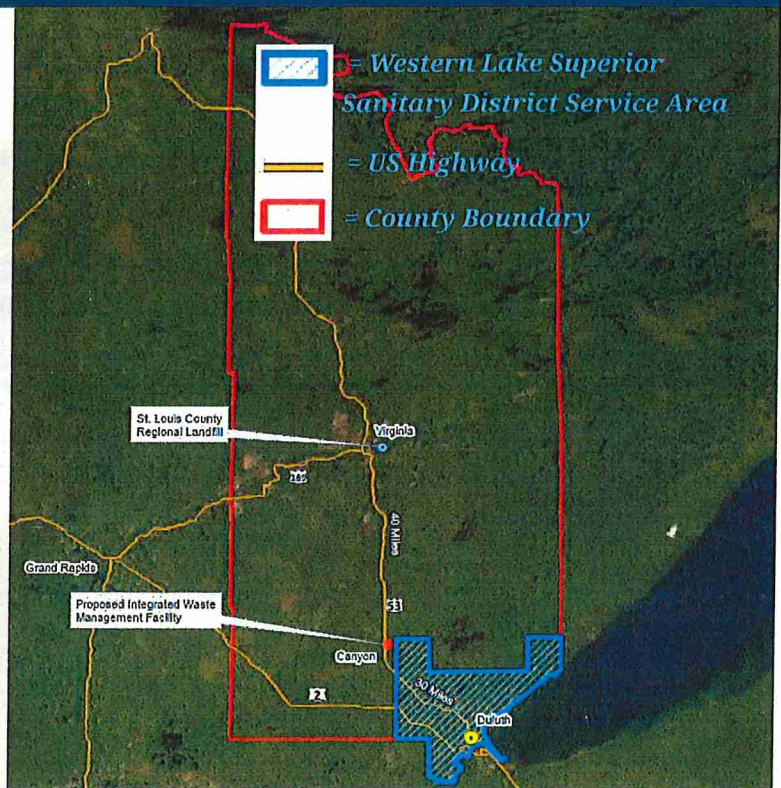 = Western Lake Superior
Sanitary District Service Area
= US Highway
= County Boundary
St. Louis County
Regional Landfill
Virginia
169
40 Miles
Grand Rapids
53
Proposed Integrated Waste
Management Facility
Canyon
30 Miles
2
Duluth